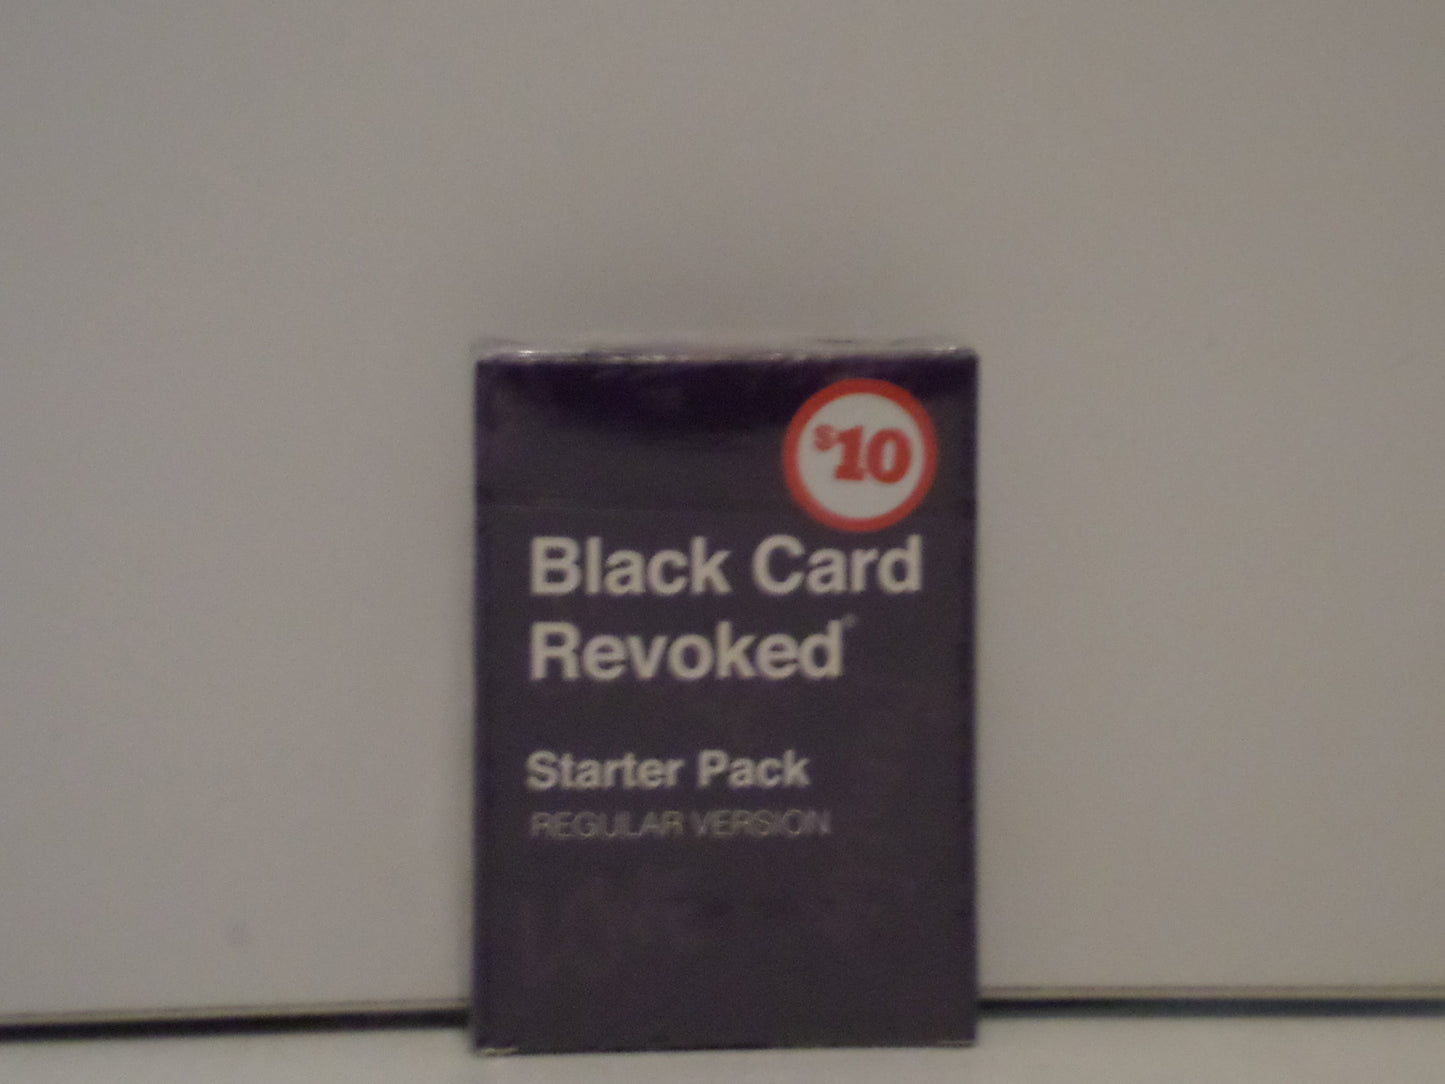 $10
Black Card
Revoked®
Starter Pack
REGULAR VERSION